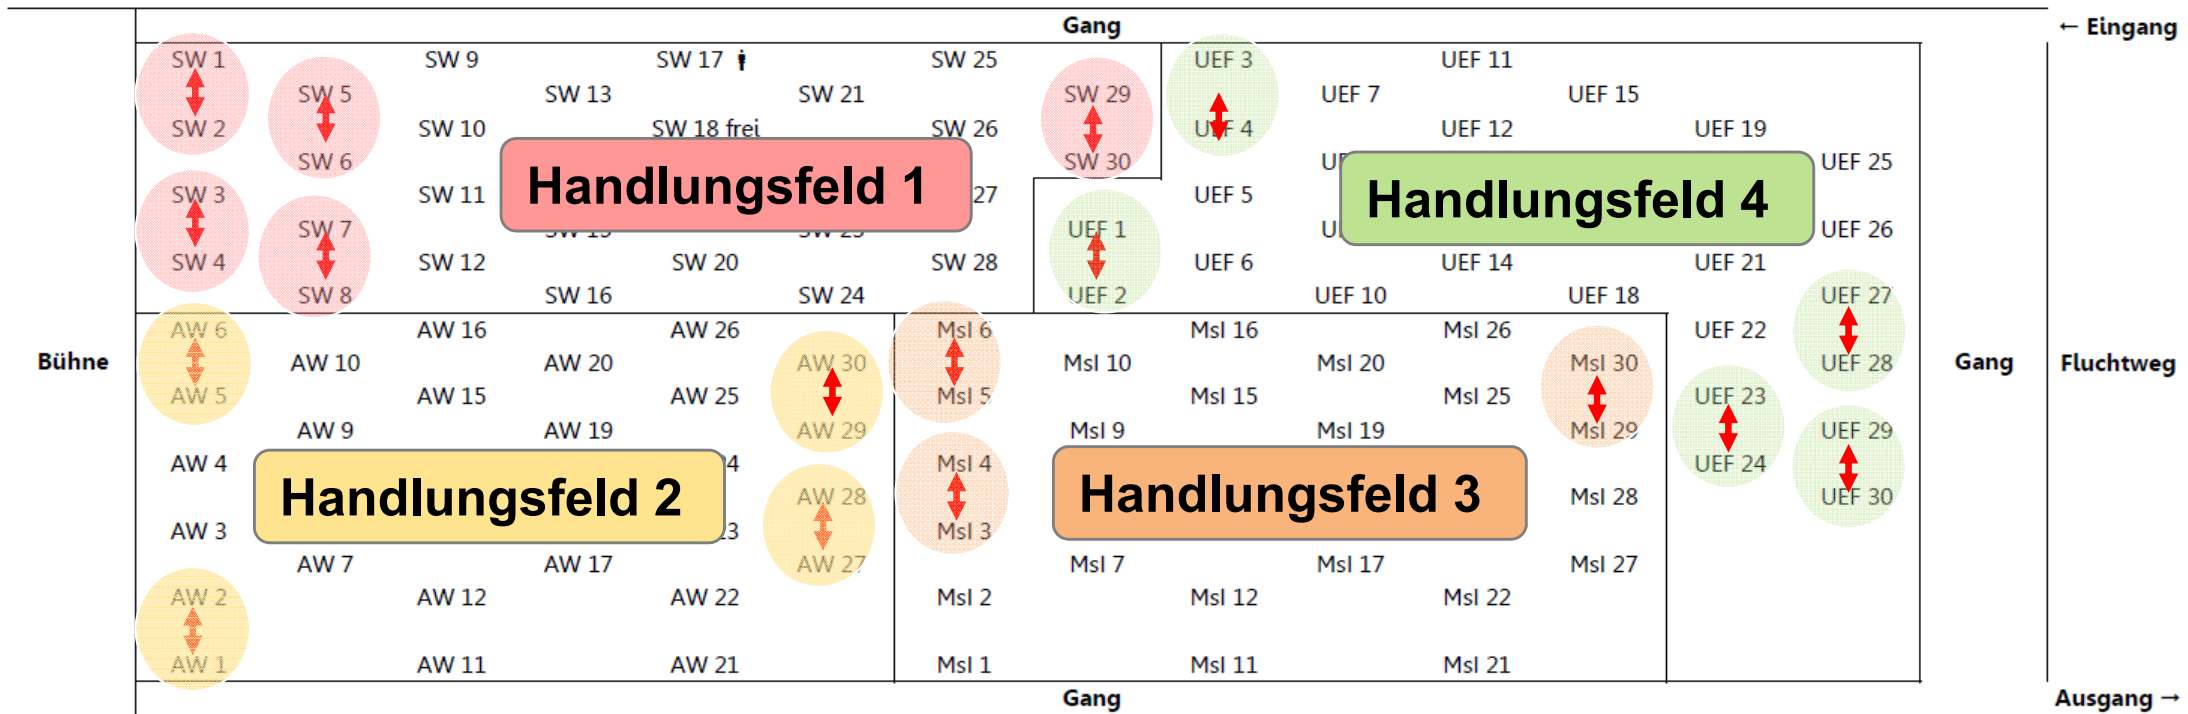 Gang
← Eingang
SW 1 SW 9 SW 17 SW 25 UEF 3 UEF 11
SW 5 SW 13 SW 21 SW 29 UEF 7 UEF 15
SW 2 SW 10 SW 18 frei SW 26 UEF 4 UEF 12 UEF 19
SW 6 SW 30 UEF 25
Handlungsfeld 1
Handlungsfeld 4
SW 3 SW 11 27 UEF 5
SW 7 UEF 1 UEF 26
SW 4 SW 12 SW 20 SW 28 UEF 6 UEF 14 UEF 21
SW 8 SW 16 SW 24 UEF 2 UEF 10 UEF 18 UEF 27
AW 6 AW 16 AW 26 MsI 6 MsI 16 MsI 26 UEF 22
Bühne AW 10 AW 20 AW 30 MsI 10 MsI 20 MsI 30 UEF 28 Gang Fluchtweg
AW 5 AW 15 AW 25 MsI 5 MsI 15 MsI 25 UEF 23
AW 9 AW 19 AW 29 MsI 9 MsI 19 MsI 29 UEF 29
AW 4 4 MsI 4 UEF 24
Handlungsfeld 2
Handlungsfeld 3
AW 28 MsI 28 UEF 30
AW 3 23 MsI 3
AW 7 AW 17 AW 27 MsI 7 MsI 17 MsI 27
AW 2 AW 12 AW 22 MsI 2 MsI 12 MsI 22
AW 1 AW 11 AW 21 MsI 1 MsI 11 MsI 21
Gang
Ausgang →